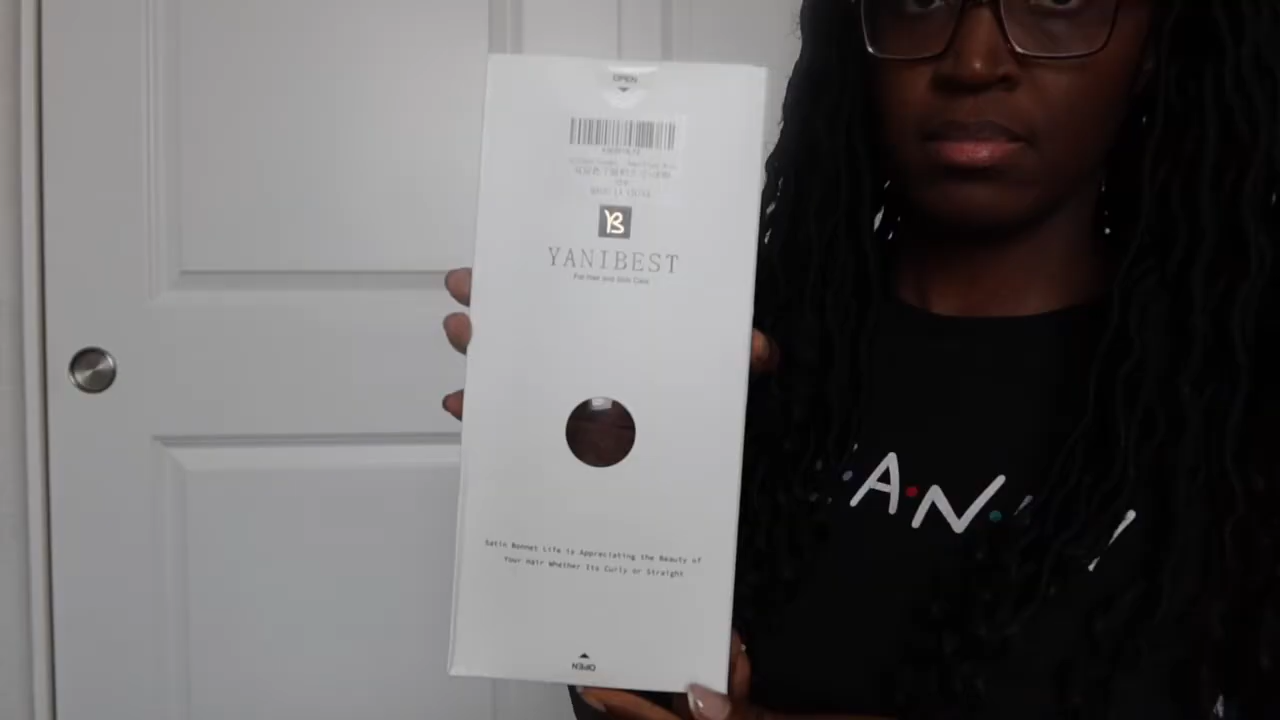 OPEN
YB
YANIBEST
For Hair and Skin Care
Satin Bonnet Life is Appreciating the Beauty of
Your Hair Whether Its Curly or Straight
OPEN
A.N